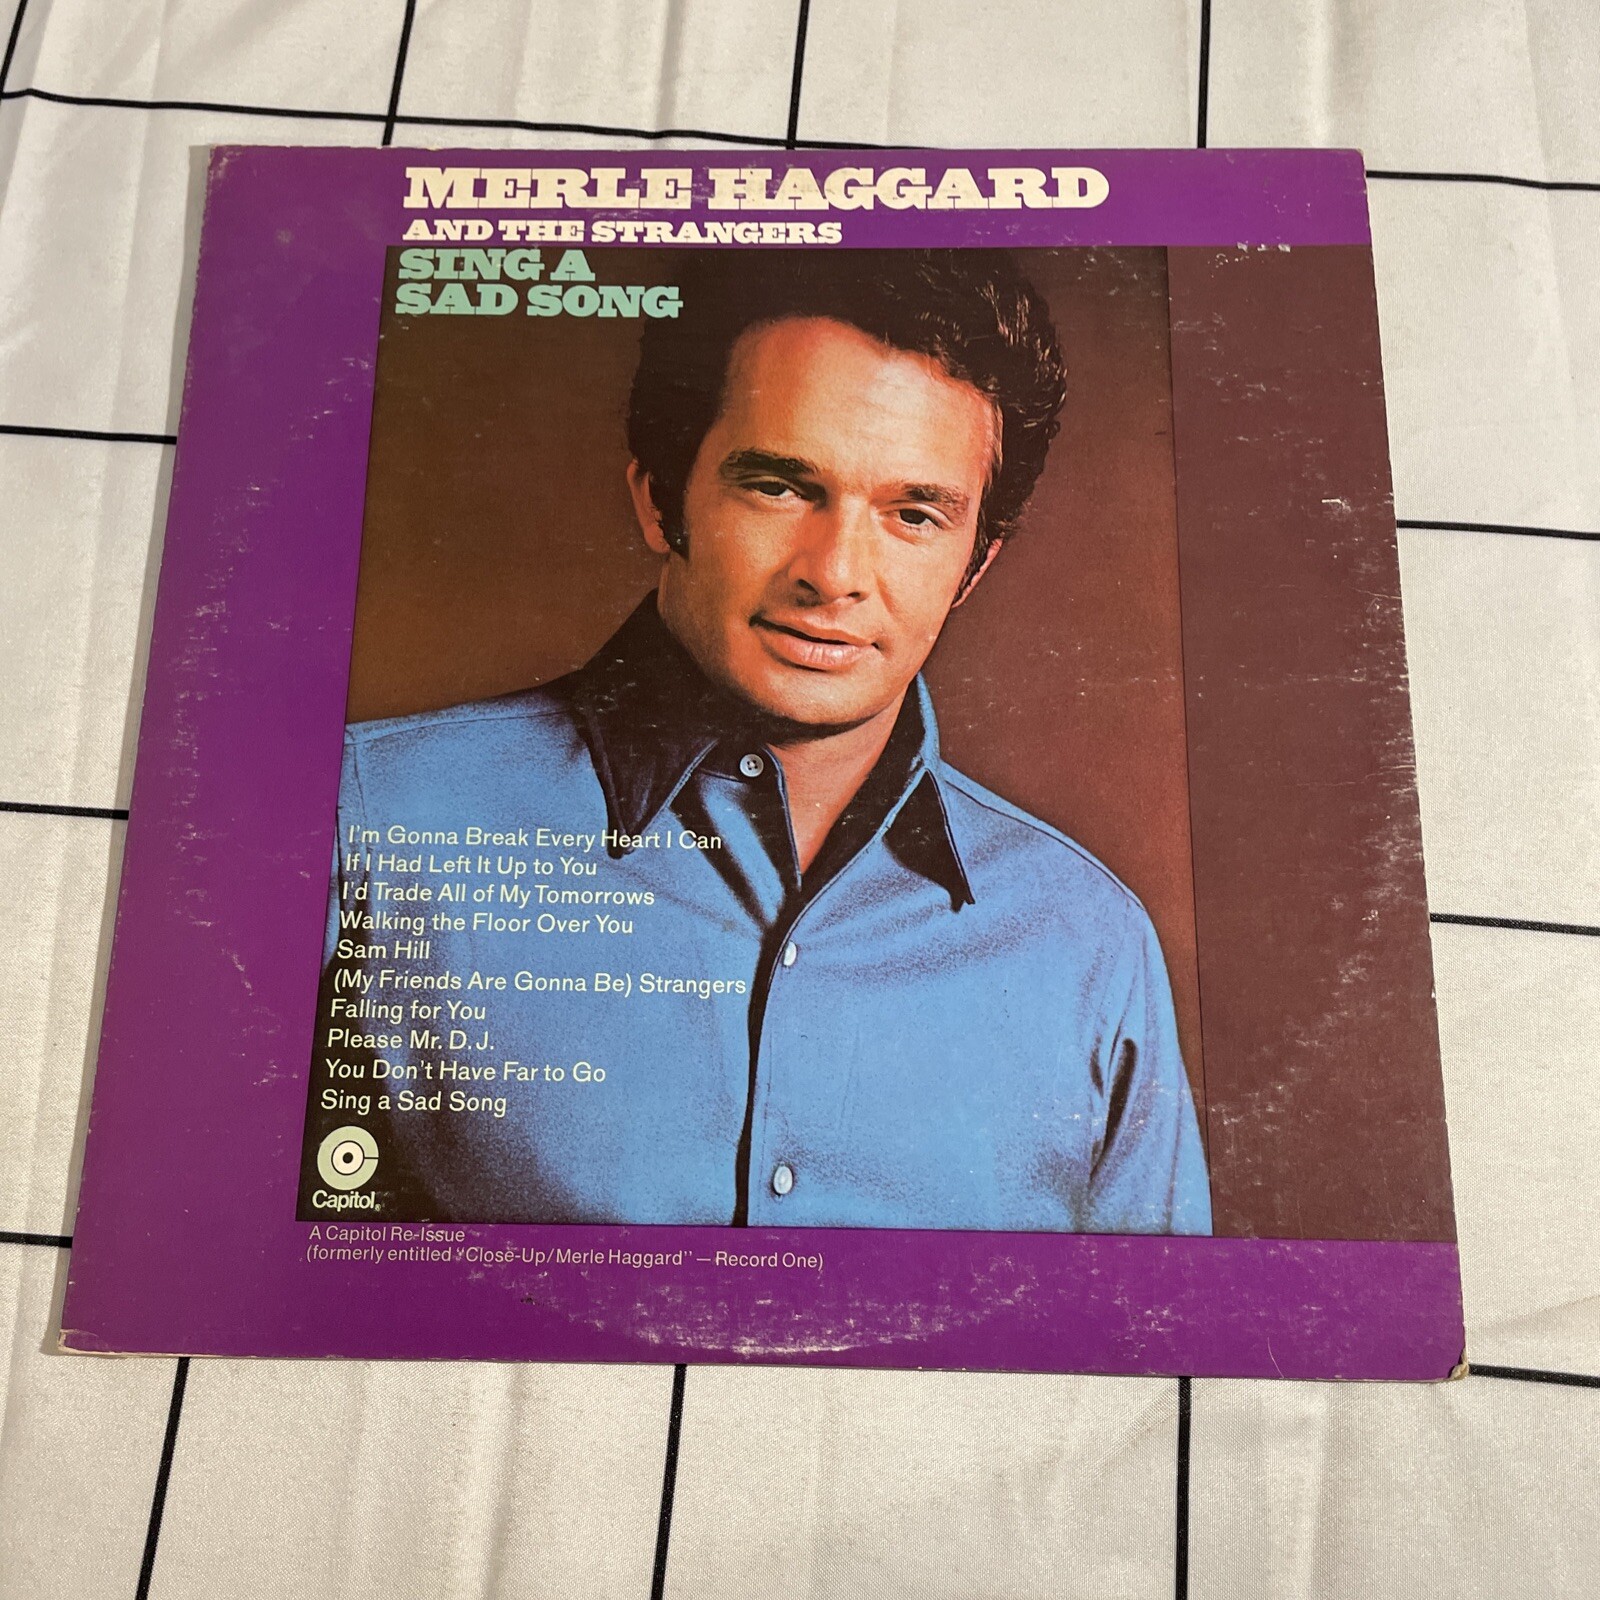 MERLE HAGGARD
AND THE STRANGERS
SING A
SAD SONG
I'm Gonna Break Every Heart I Can
If I Had Left It Up to You
I'd Trade All of My Tomorrows
Walking the Floor Over You
Sam Hill
(My Friends Are Gonna Be) Strangers
Falling for You
Please Mr. D.J.
You Don't Have Far to Go
Sing a Sad Song
Capitol®
A Capitol Re-Issue
(formerly entitled "Close-Up/Merle Haggard" — Record One)